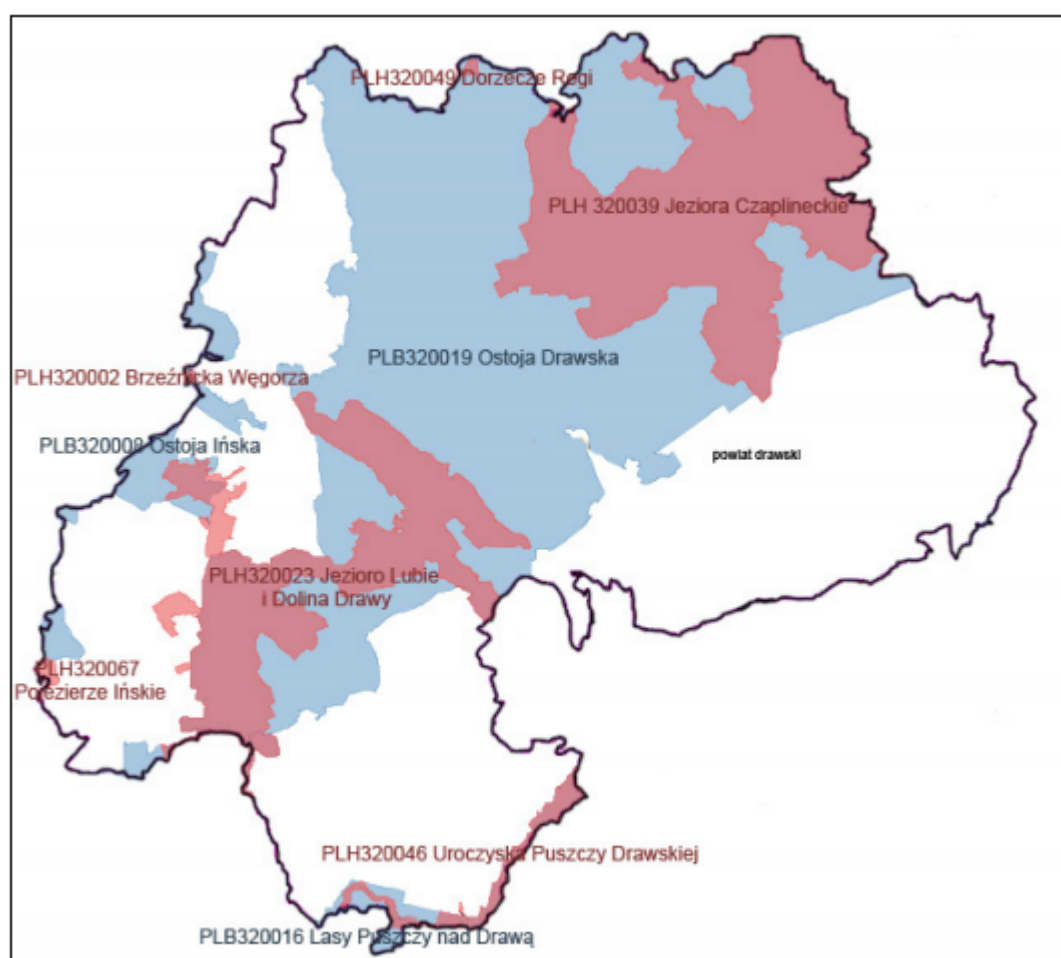 PLH320049 Dorzecze Regi
PLH 320039 Jeziora Czaplineckie
PLB320019 Ostoja Drawska
PLH320002 Brzeźnicka Węgorza
PLB320008 Ostoja Ińska
powiat drawski
PLH320023 Jezioro Lubie
i Dolina Drawy
PLH320067
Pojezierze Ińskie
PLH320046 Uroczyska Puszczy Drawskiej
PLB320016 Lasy Puszczy nad Drawą